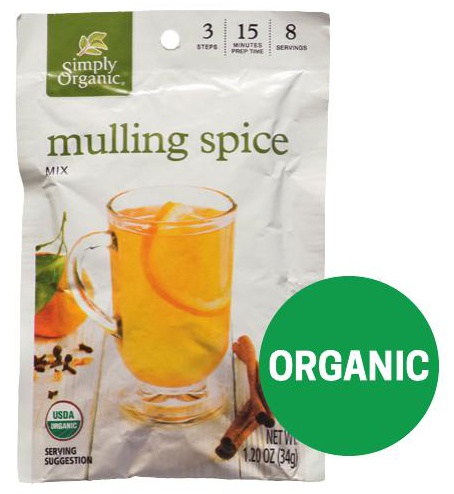 3 15 8
STEPS MINUTES SERVINGS
PREP TIME
Simply
Organic®
mulling spice
MIX
ORGANIC
USDA
ORGANIC
NET
SERVING
SUGGESTION
1.20 OZ (34g)